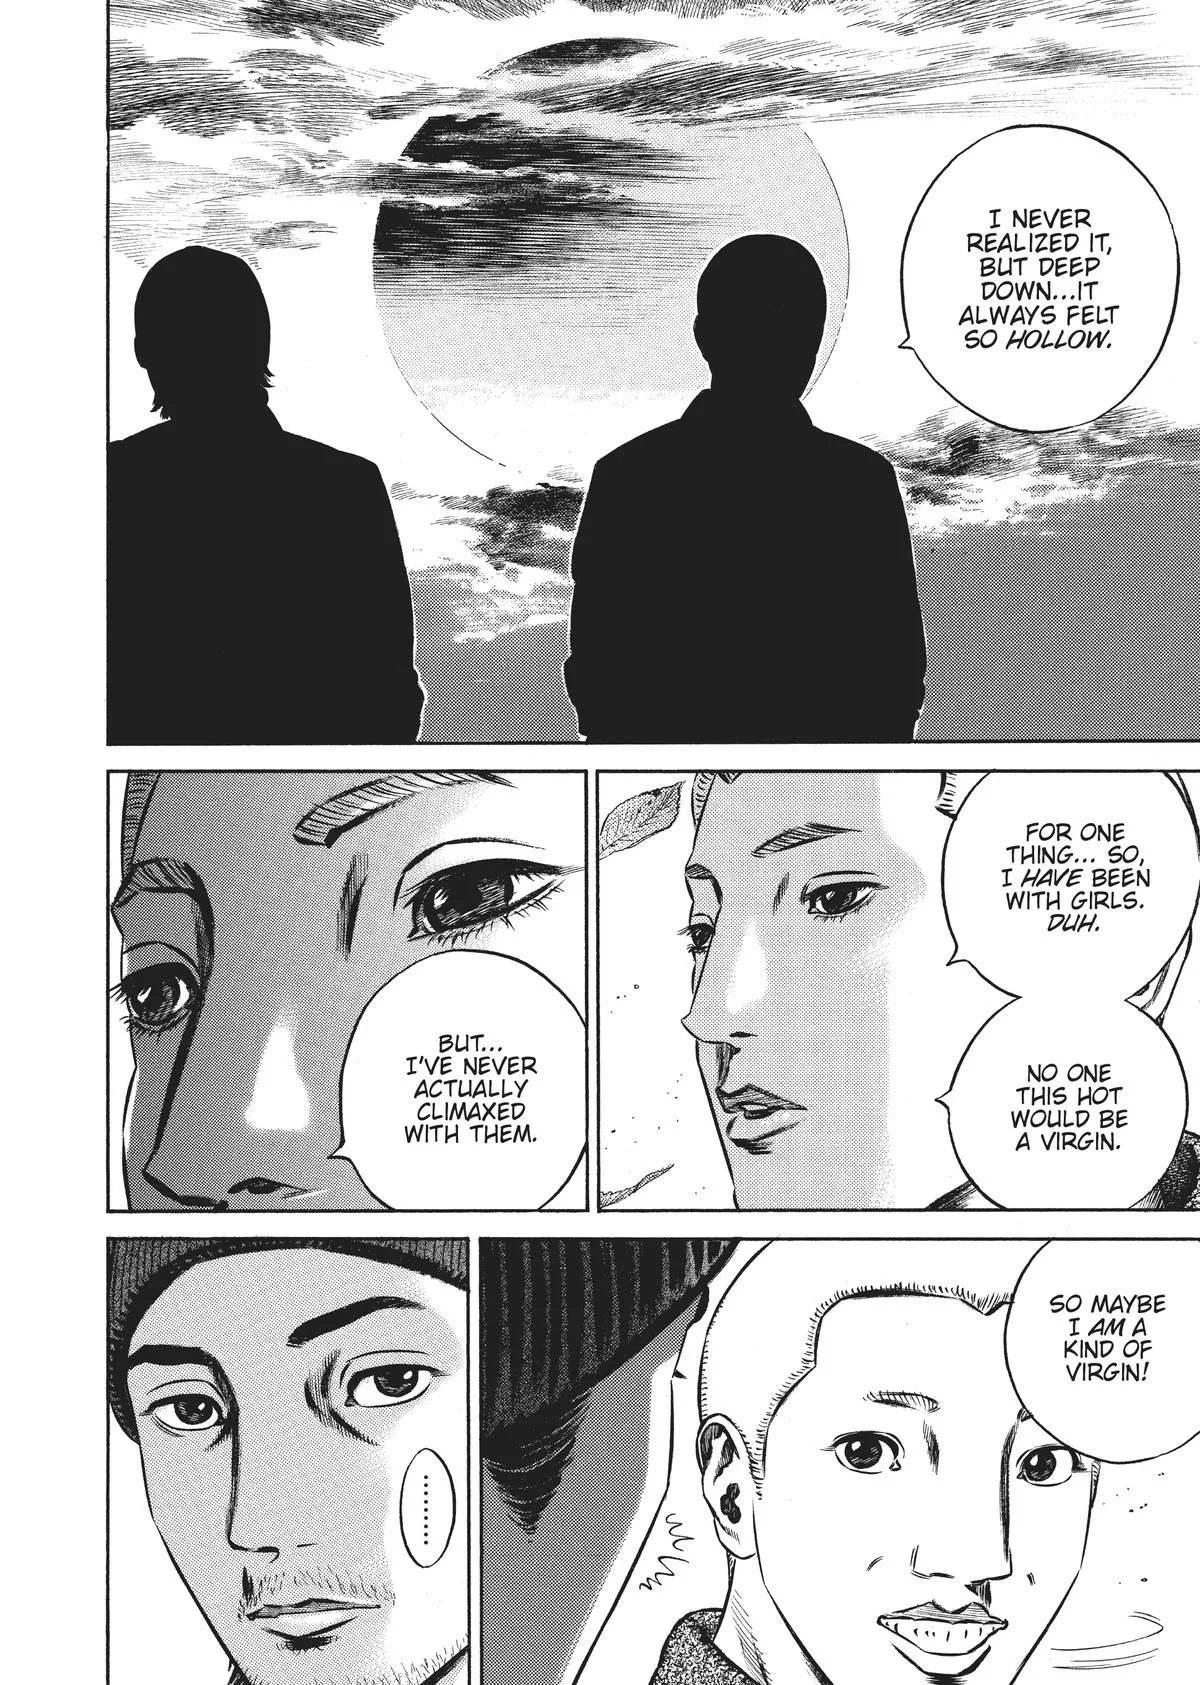 I NEVER
REALIZED IT,
BUT DEEP
DOWN...IT
ALWAYS FELT
SO HOLLOW.
FOR ONE
THING... SO,
I HAVE BEEN
WITH GIRLS.
DUH.
NO ONE
THIS HOT
WOULD BE
A VIRGIN.
BUT...
I'VE NEVER
ACTUALLY
CLIMAXED
WITH THEM.
SO MAYBE
I AM A
KIND OF
VIRGIN!
........